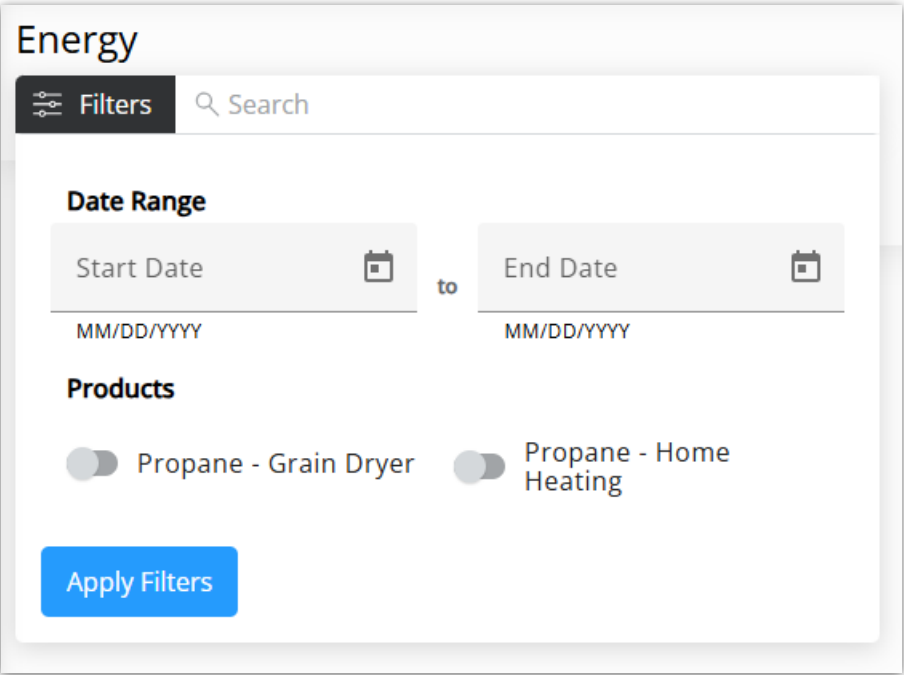 Energy
Filters
Search
Date Range
Start Date
to
End Date
MM/DD/YYYY
MM/DD/YYYY
Products
Propane - Grain Dryer
Propane - Home
Heating
Apply Filters